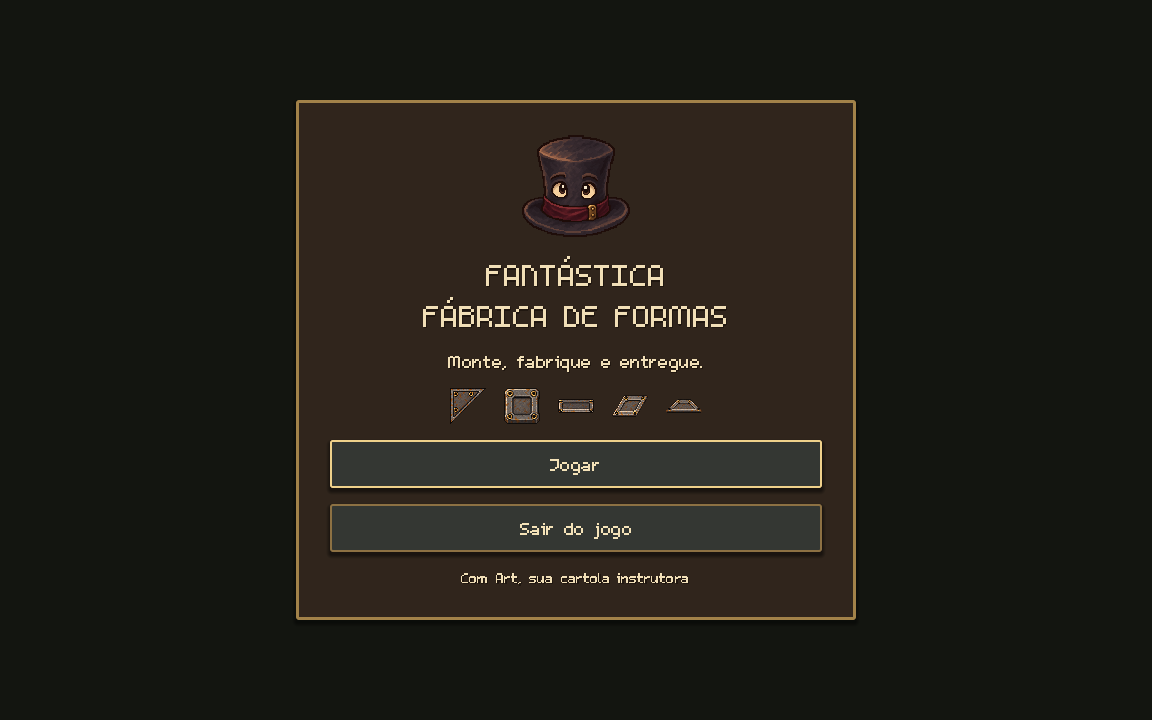 FANTÁSTICA
FÁBRICA DE FORMAS
Monte, fabrique e entregue.
Jogar
Sair do jogo
Com Art, sua cartola instrutora